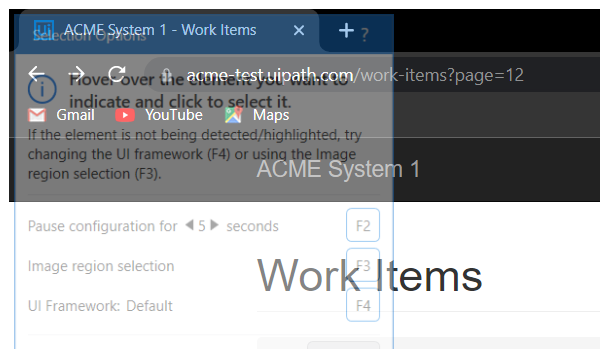 Selection Options
ACME System 1 - Work Items
?
Hover over the element you want to
indicate and click to select it.
acme-test.uipath.com/work-items?page=12
Gmail
YouTube
Maps
If the element is not being detected/highlighted, try
changing the UI framework (F4) or using the Image
region selection (F3).
ACME System 1
Pause configuration for 5 seconds F2
Image region selection F3
UI Framework: Default F4
Work Items